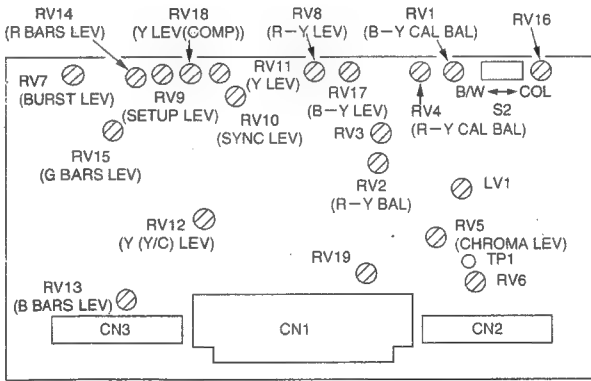 RV14
(R BARS LEV)
RV18
(Y LEV(COMP))
RV8
(R−Y LEV)
RV1
(B−Y CAL BAL)
RV16
RV7
(BURST LEV)
RV9
(SETUP LEV)
RV11
(Y LEV)
RV10
(SYNC LEV)
RV17
(B−Y LEV)
RV3
B/W ↔ COL
S2
RV4
(R−Y CAL BAL)
RV15
(G BARS LEV)
RV2
(R−Y BAL)
LV1
RV12
(Y (Y/C) LEV)
RV5
(CHROMA LEV)
TP1
RV19
RV6
RV13
(B BARS LEV)
CN3
CN1
CN2